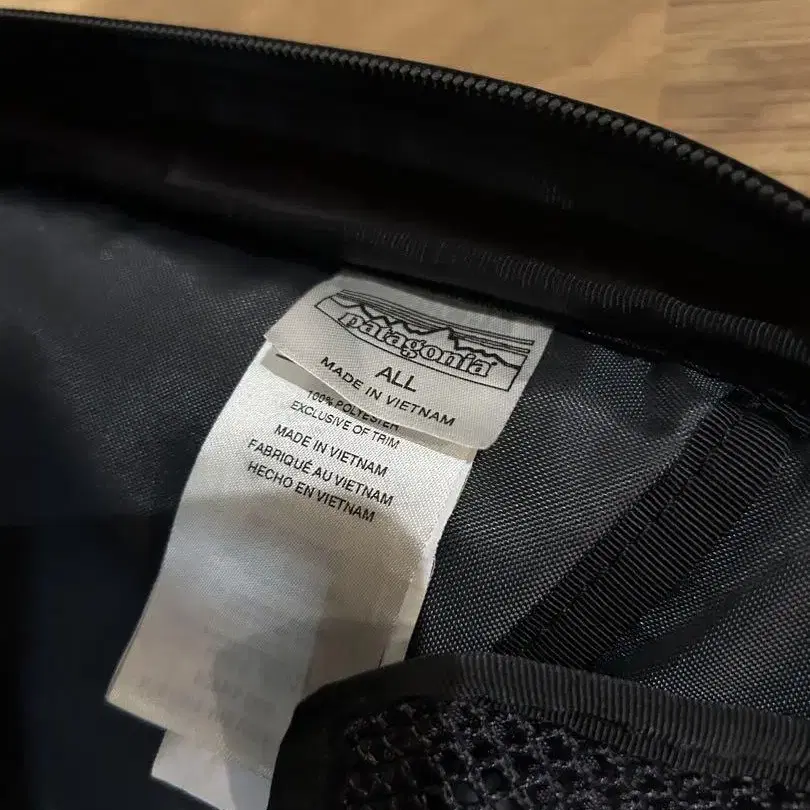 patagonia
ALL
MADE IN VIETNAM
100% POLYESTER
EXCLUSIVE OF TRIM
MADE IN VIETNAM
FABRIQUÉ AU VIETNAM
HECHO EN VIETNAM